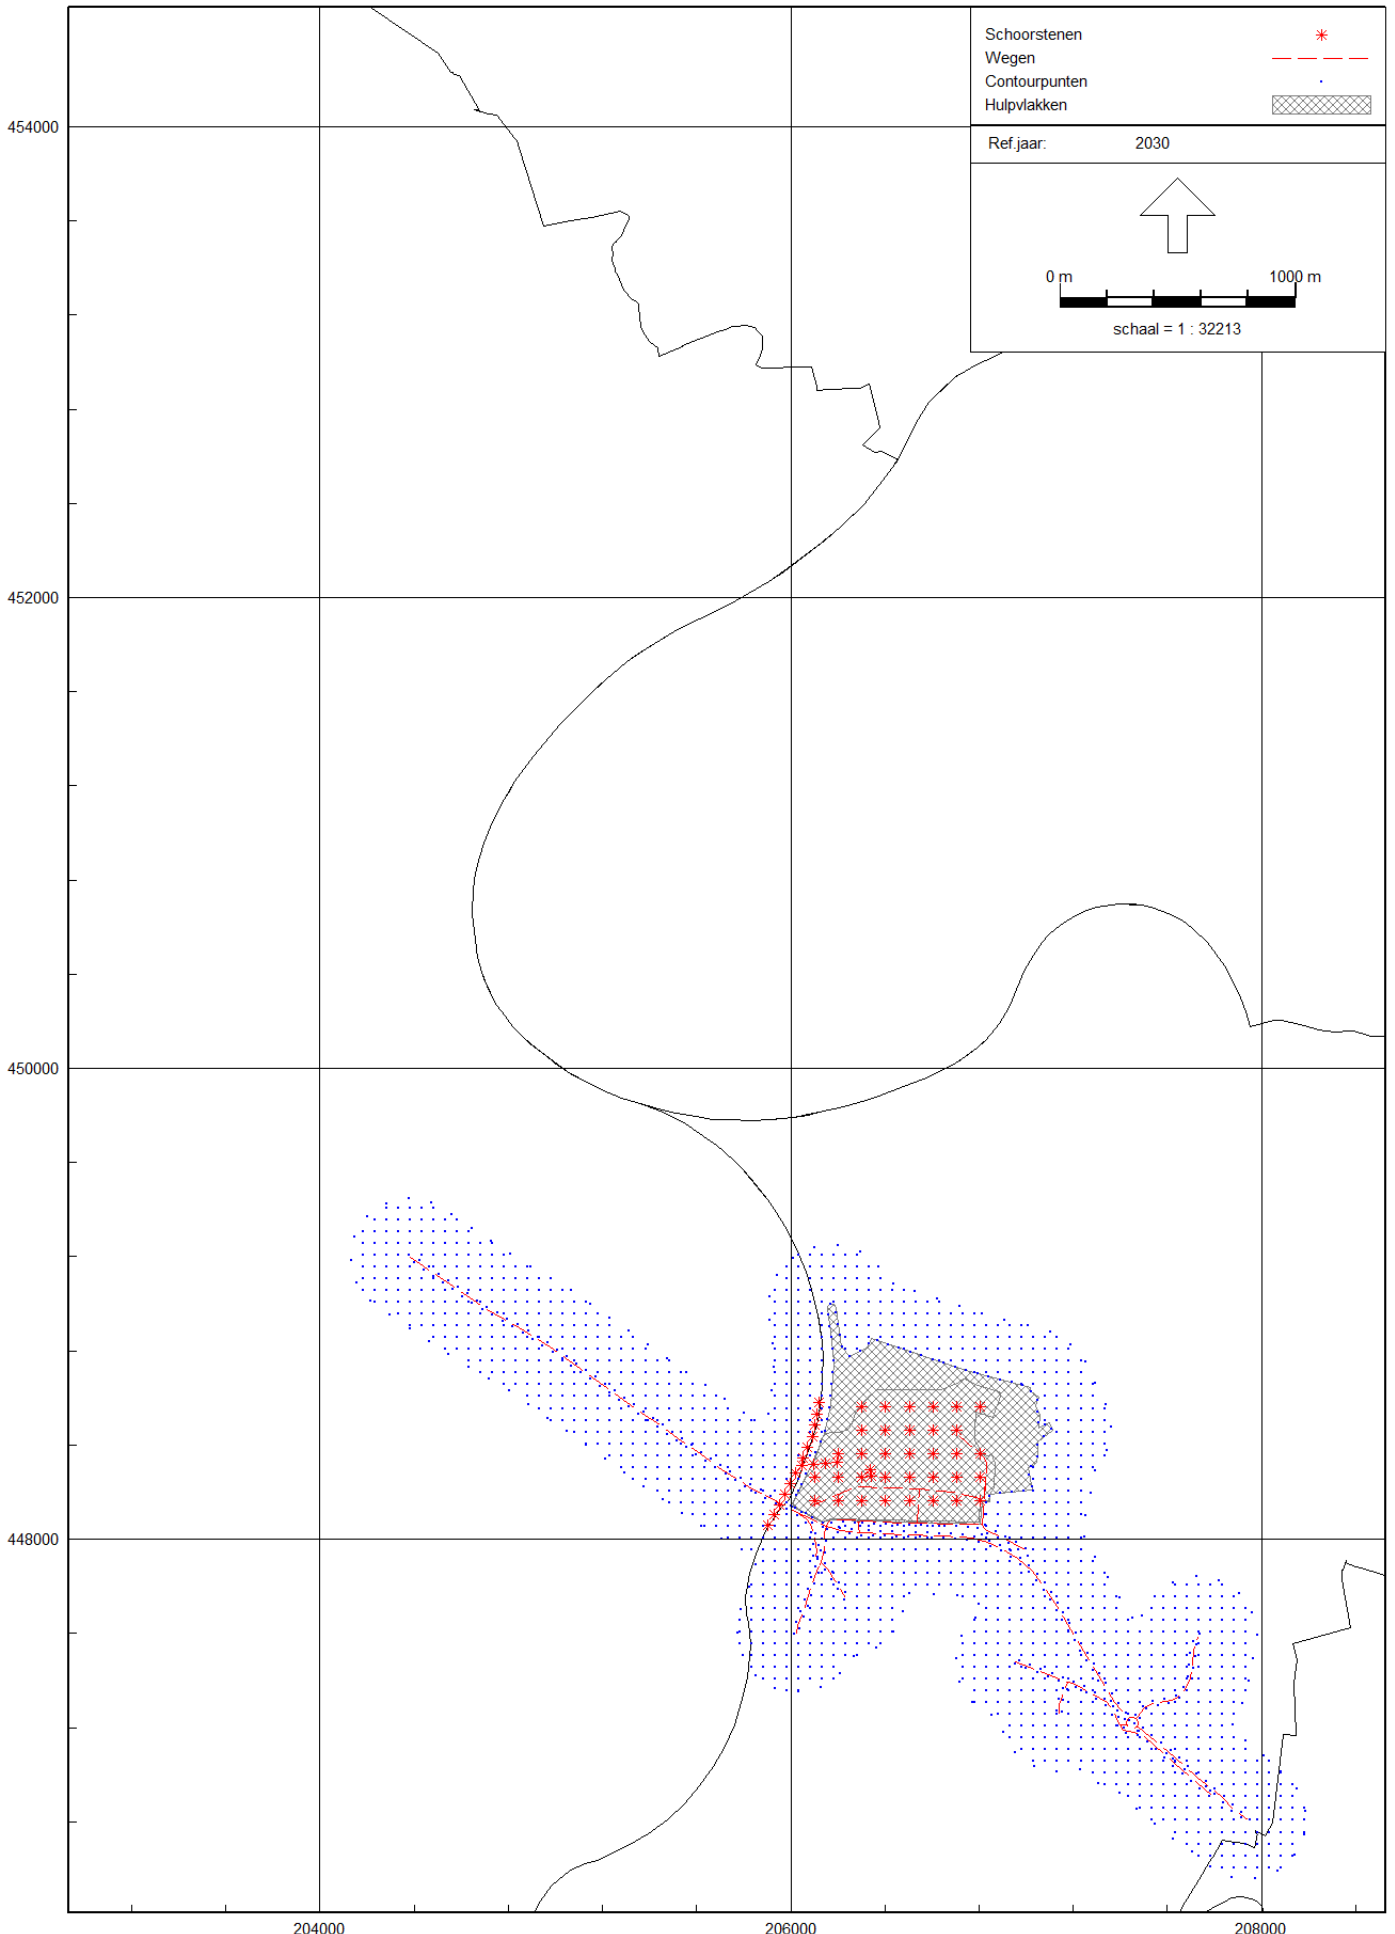 Schoorstenen
Wegen
Contourpunten
Hulpvlakken
454000
Ref.jaar: 2030
0 m 1000 m
schaal = 1 : 32213
452000
450000
448000
204000 206000 208000